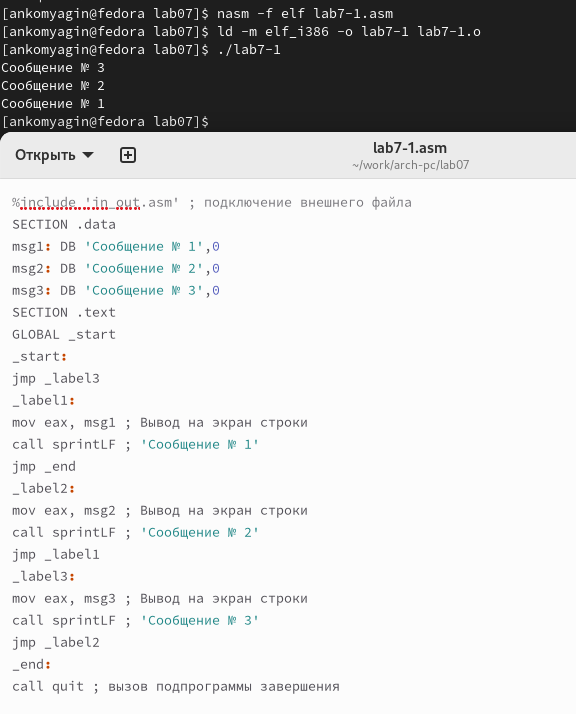 [ankomyagin@fedora lab07]$ nasm -f elf lab7-1.asm
[ankomyagin@fedora lab07]$ ld -m elf_i386 -o lab7-1 lab7-1.o
[ankomyagin@fedora lab07]$ ./lab7-1
Сообщение № 3
Сообщение № 2
Сообщение № 1
[ankomyagin@fedora lab07]$
Открыть
lab7-1.asm
~/work/arch-pc/lab07
%include 'in_out.asm' ; подключение внешнего файла
SECTION .data
msg1: DB 'Сообщение № 1',0
msg2: DB 'Сообщение № 2',0
msg3: DB 'Сообщение № 3',0
SECTION .text
GLOBAL _start
_start:
jmp _label3
_label1:
mov eax, msg1 ; Вывод на экран строки
call sprintLF ; 'Сообщение № 1'
jmp _end
_label2:
mov eax, msg2 ; Вывод на экран строки
call sprintLF ; 'Сообщение № 2'
jmp _label1
_label3:
mov eax, msg3 ; Вывод на экран строки
call sprintLF ; 'Сообщение № 3'
jmp _label2
_end:
call quit ; вызов подпрограммы завершения